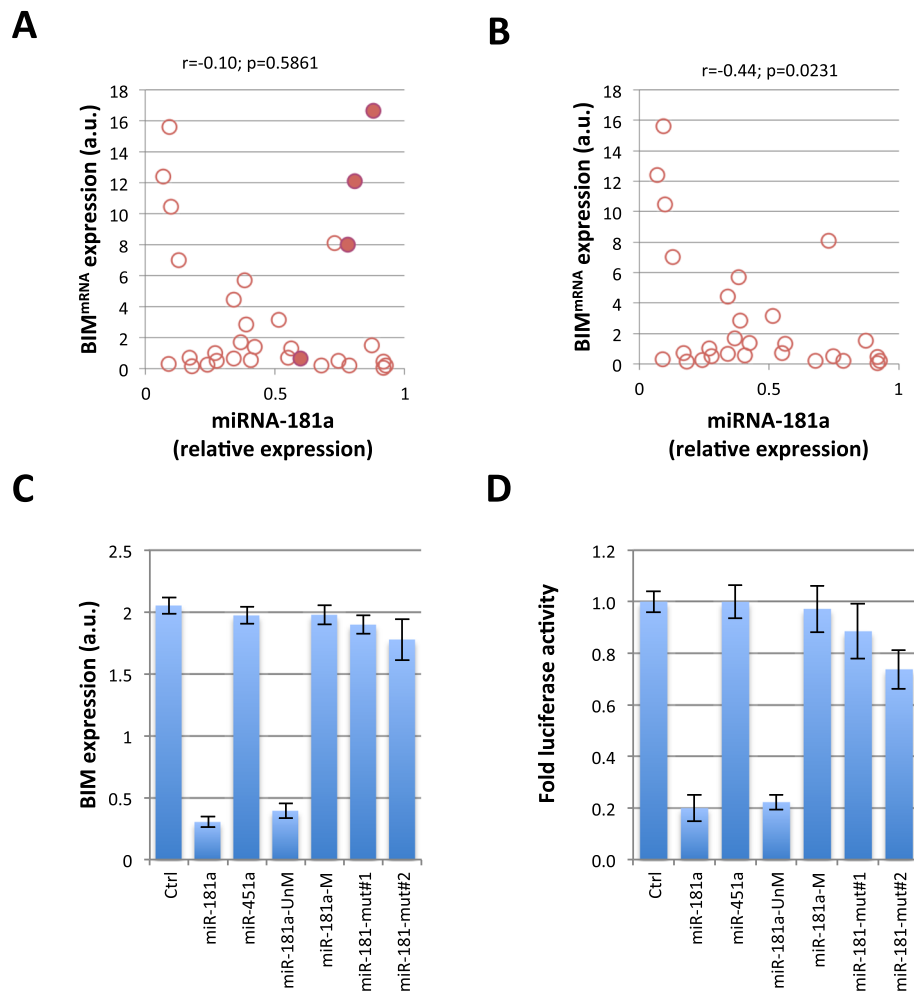 A
r=-0.10; p=0.5861
BIMmRNA expression (a.u.)
18
16
14
12
10
8
6
4
2
0
0
0.5
1
miRNA-181a
(relative expression)
B
r=-0.44; p=0.0231
BIMmRNA expression (a.u.)
18
16
14
12
10
8
6
4
2
0
0
0.5
1
miRNA-181a
(relative expression)
C
BIM expression (a.u.)
2.5
2
1.5
1
0.5
0
Ctrl
miR-181a
miR-451a
miR-181a-UnM
miR-181a-M
miR-181-mut#1
miR-181-mut#2
D
Fold luciferase activity
1.2
1.0
0.8
0.6
0.4
0.2
0.0
Ctrl
miR-181a
miR-451a
miR-181a-UnM
miR-181a-M
miR-181-mut#1
miR-181-mut#2